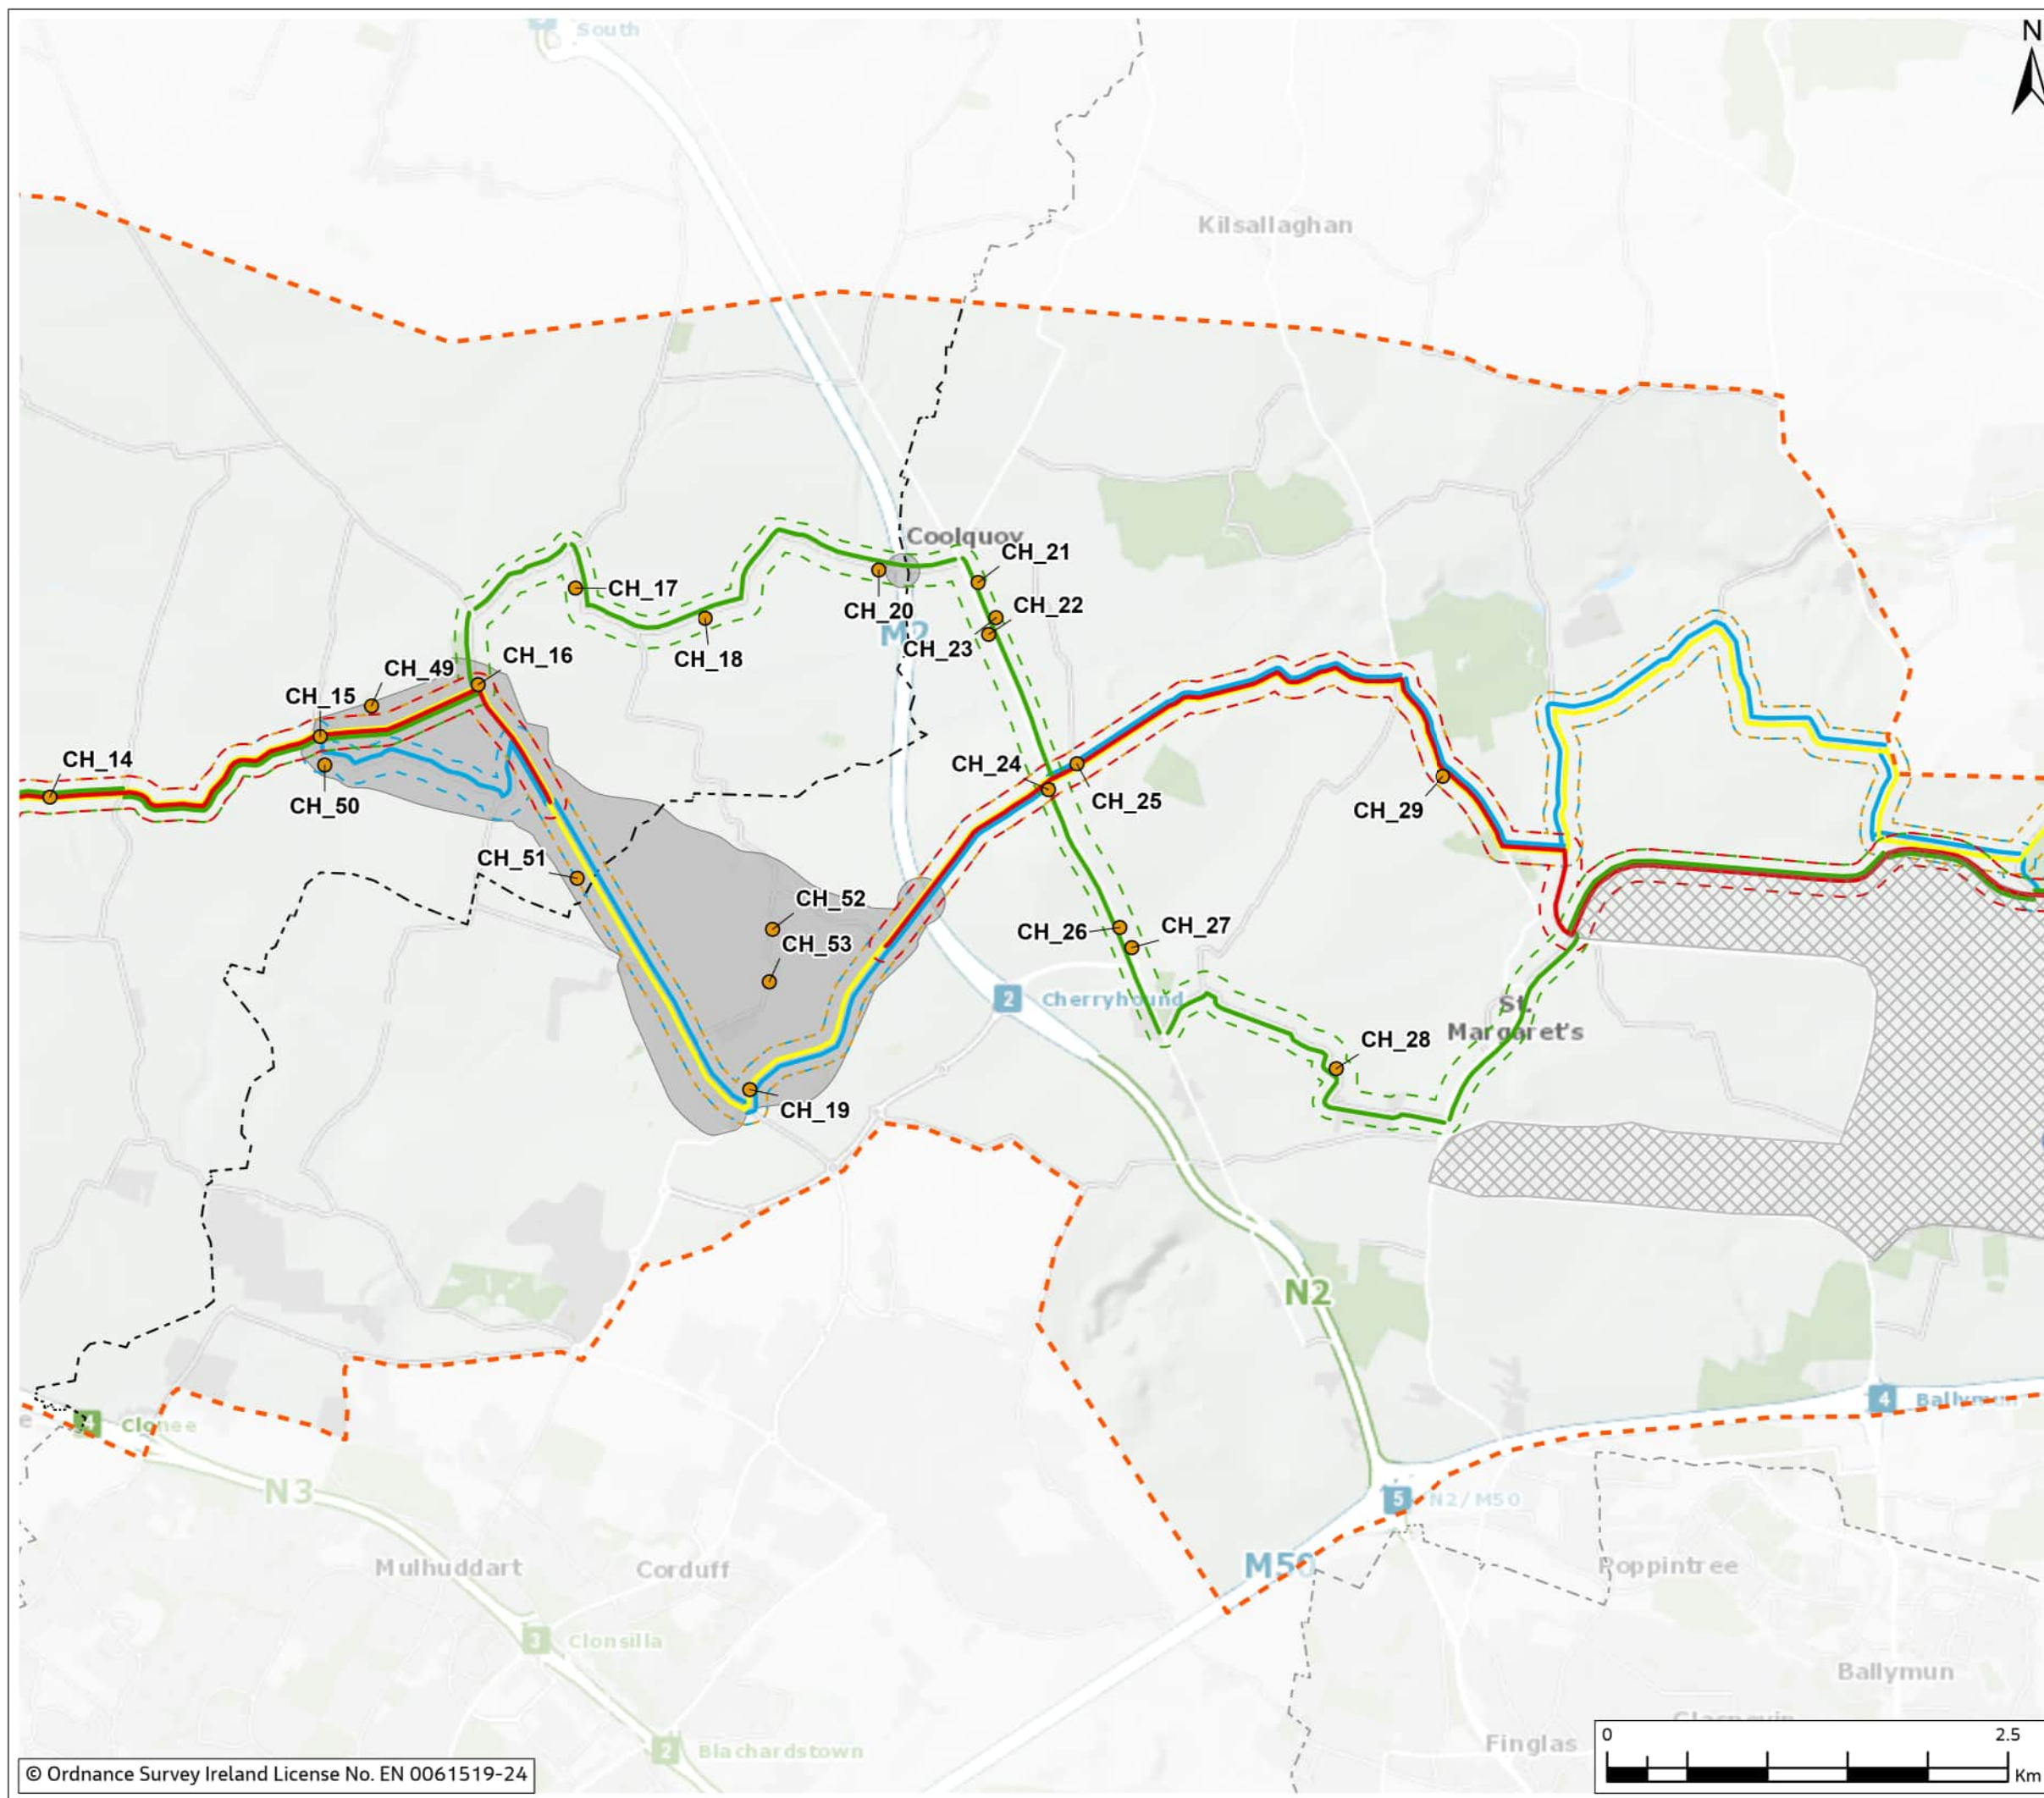 N
South
Kilsallaghan
Coolquoy
CH_21
CH_17
CH_22
CH_20
M2
CH_23
CH_18
CH_16
CH_49
CH_15
CH_14
CH_24
CH_25
CH_50
CH_29
CH_51
CH_52
CH_26
CH_27
CH_53
2
Cherryhound
St.
Margaret's
CH_28
CH_19
N2
4
Ballymun
4
Clonee
N3
5
N2/M50
Mulhuddart
Corduff
M50
Poppintree
3
Clonsilla
Ballymun
Finglas
2
Blachardstown
0
2.5
Km
© Ordnance Survey Ireland License No. EN 0061519-24